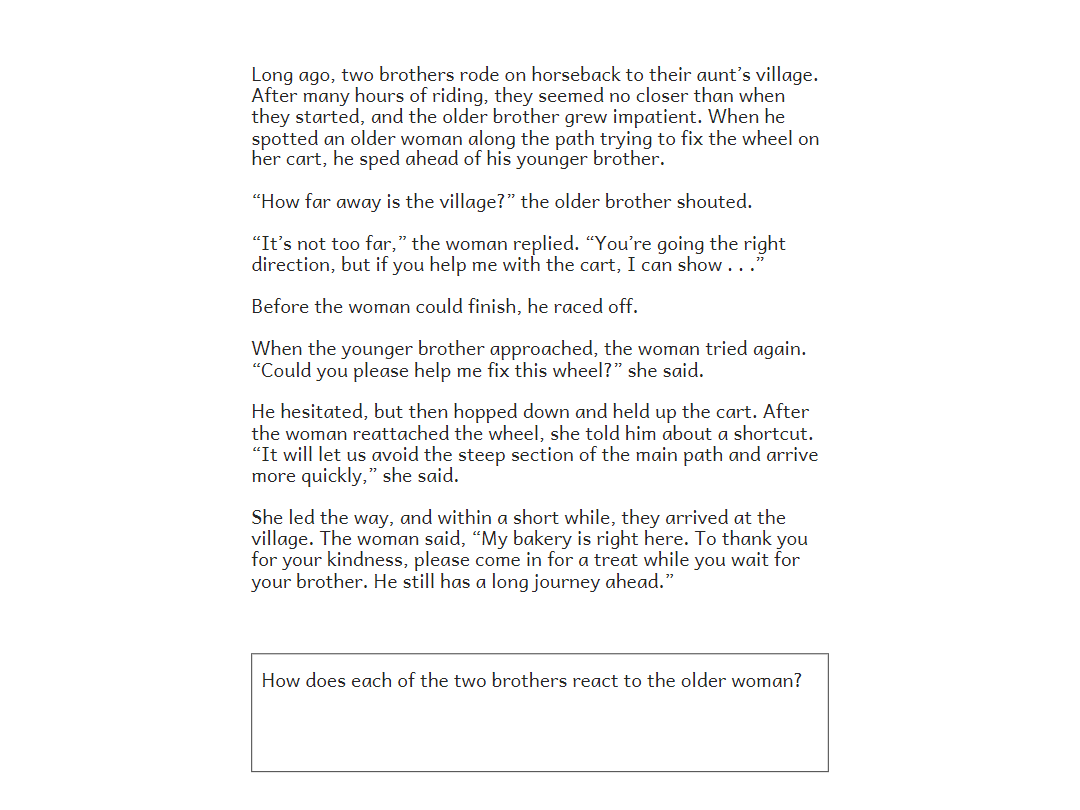 Long ago, two brothers rode on horseback to their aunt’s village.
After many hours of riding, they seemed no closer than when
they started, and the older brother grew impatient. When he
spotted an older woman along the path trying to fix the wheel on
her cart, he sped ahead of his younger brother.
“How far away is the village?” the older brother shouted.
“It’s not too far,” the woman replied. “You’re going the right
direction, but if you help me with the cart, I can show . . .”
Before the woman could finish, he raced off.
When the younger brother approached, the woman tried again.
“Could you please help me fix this wheel?” she said.
He hesitated, but then hopped down and held up the cart. After
the woman reattached the wheel, she told him about a shortcut.
“It will let us avoid the steep section of the main path and arrive
more quickly,” she said.
She led the way, and within a short while, they arrived at the
village. The woman said, “My bakery is right here. To thank you
for your kindness, please come in for a treat while you wait for
your brother. He still has a long journey ahead.”
How does each of the two brothers react to the older woman?